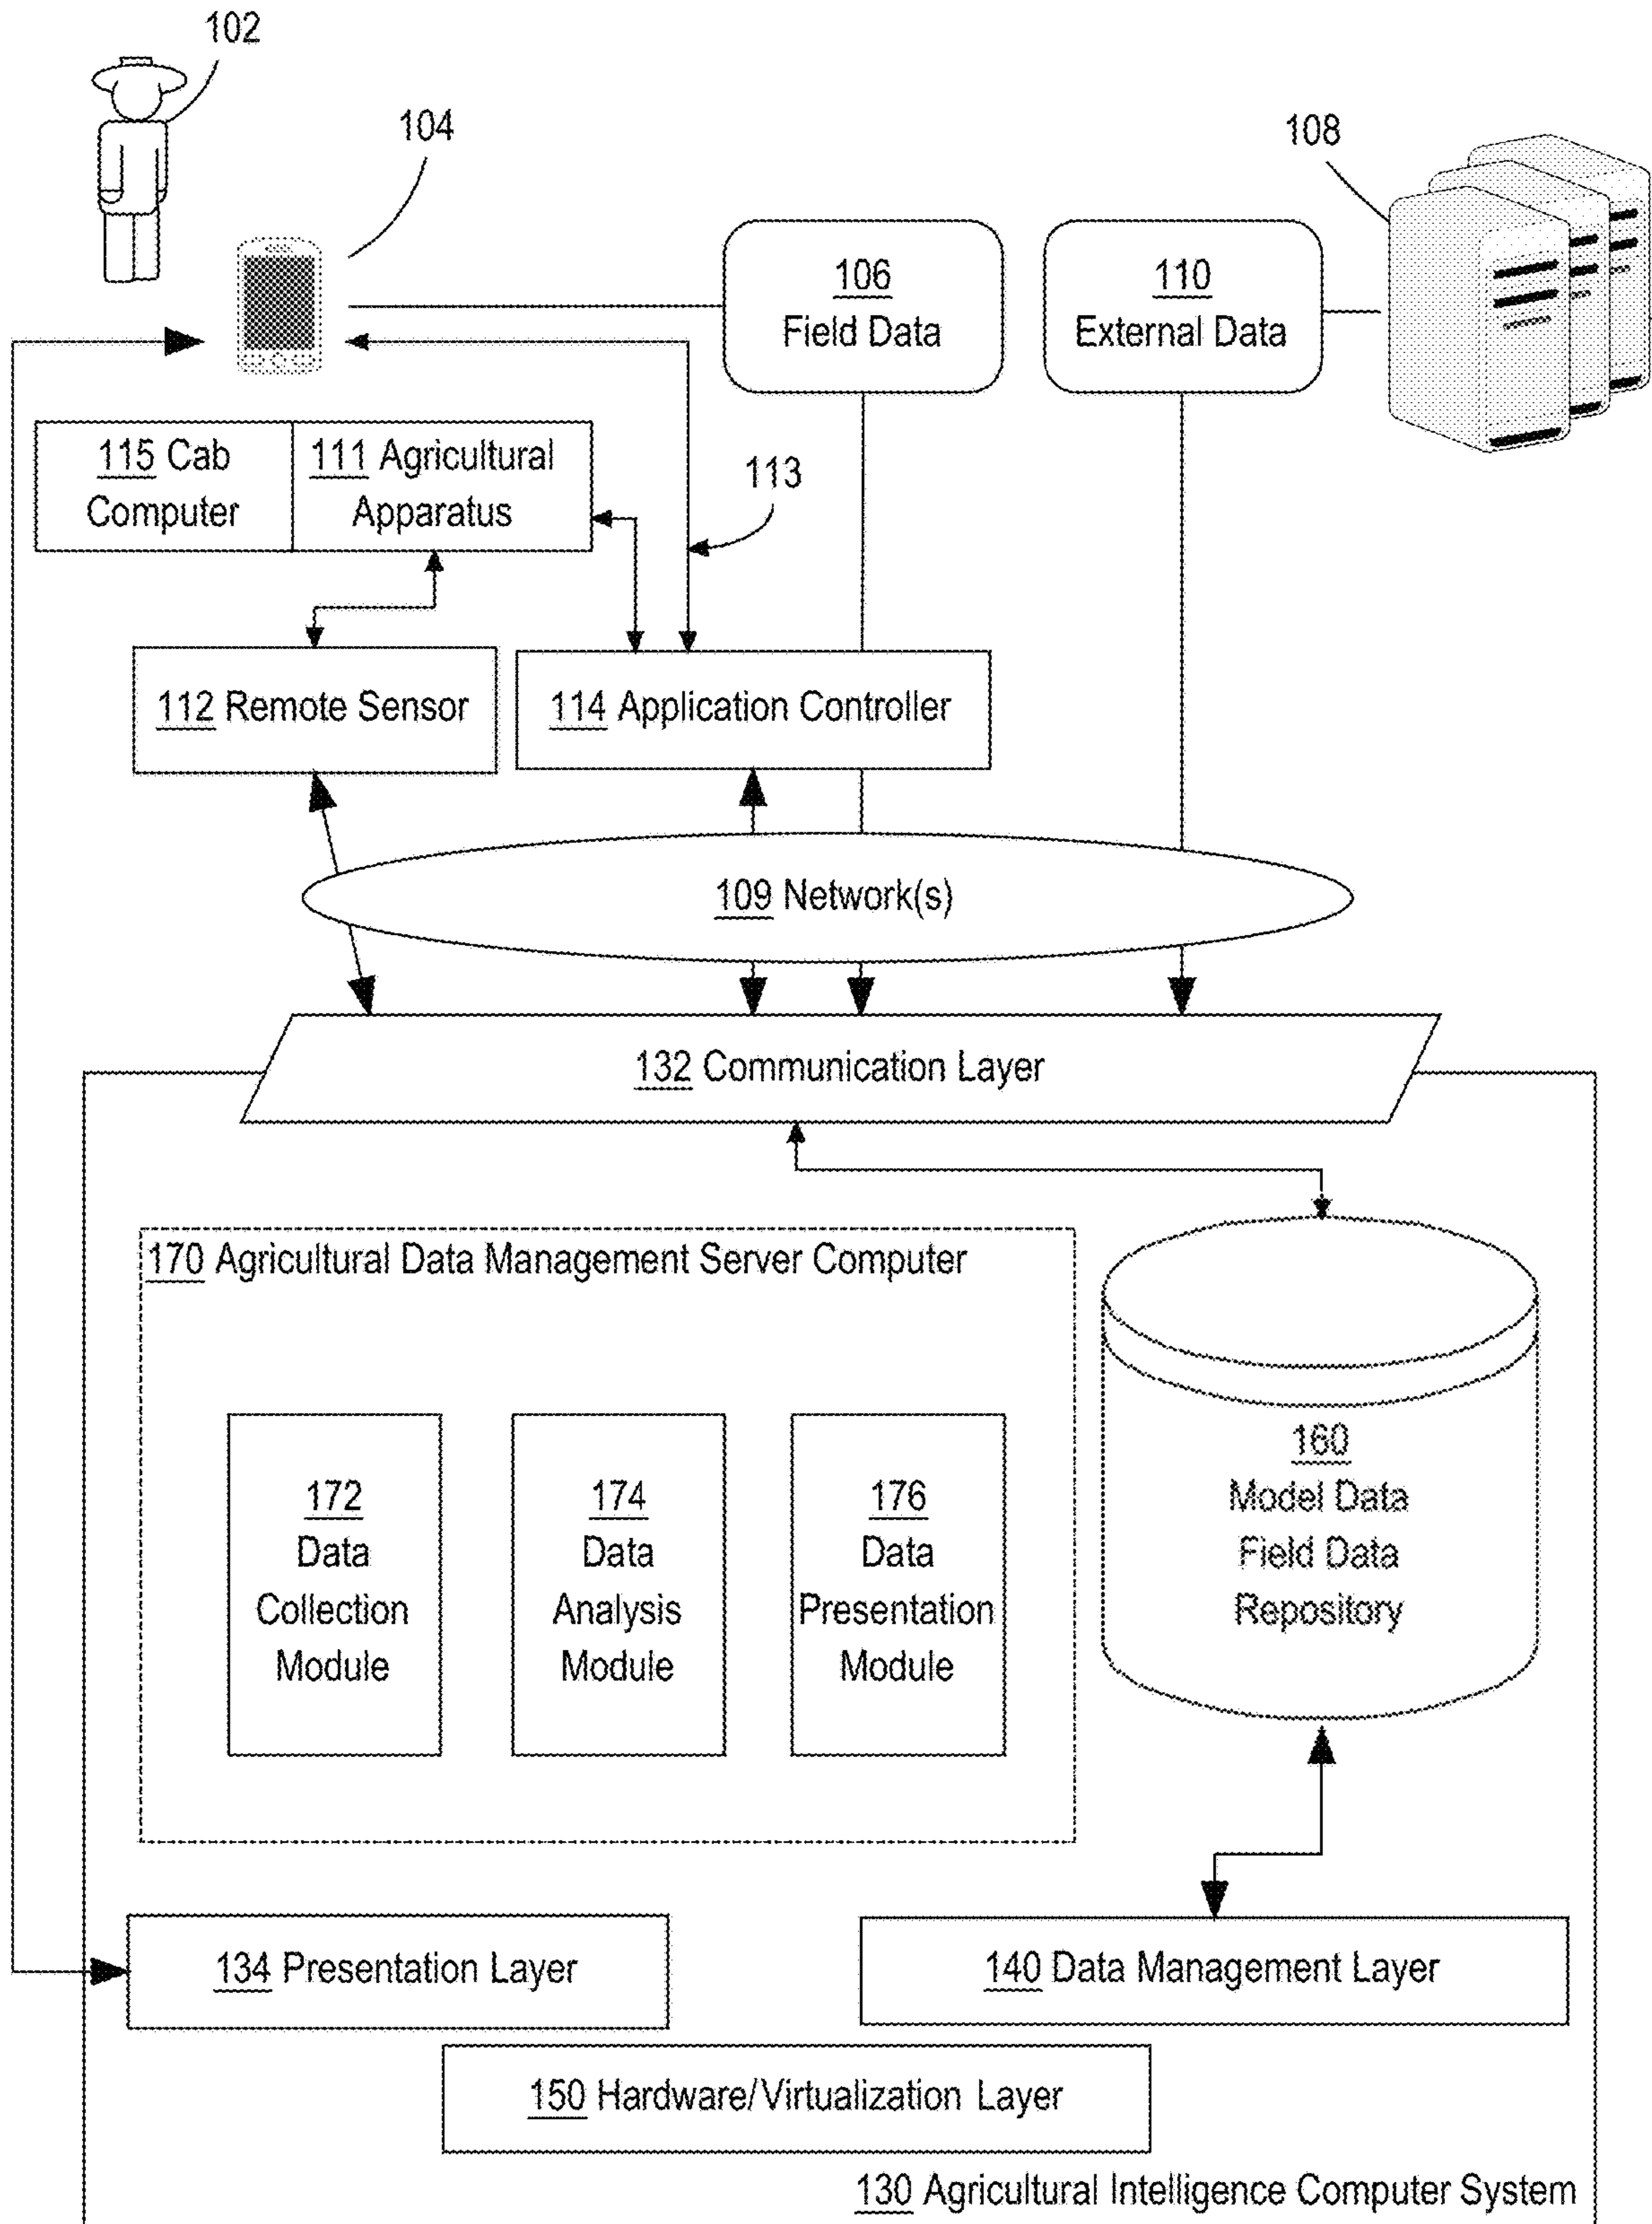 102
104
108
106
Field Data
110
External Data
115 Cab
Computer
111 Agricultural
Apparatus
113
112 Remote Sensor
114 Application Controller
109 Network(s)
132 Communication Layer
170 Agricultural Data Management Server Computer
172
Data
Collection
Module
174
Data
Analysis
Module
176
Data
Presentation
Module
160
Model Data
Field Data
Repository
134 Presentation Layer
140 Data Management Layer
150 Hardware/Virtualization Layer
130 Agricultural Intelligence Computer System